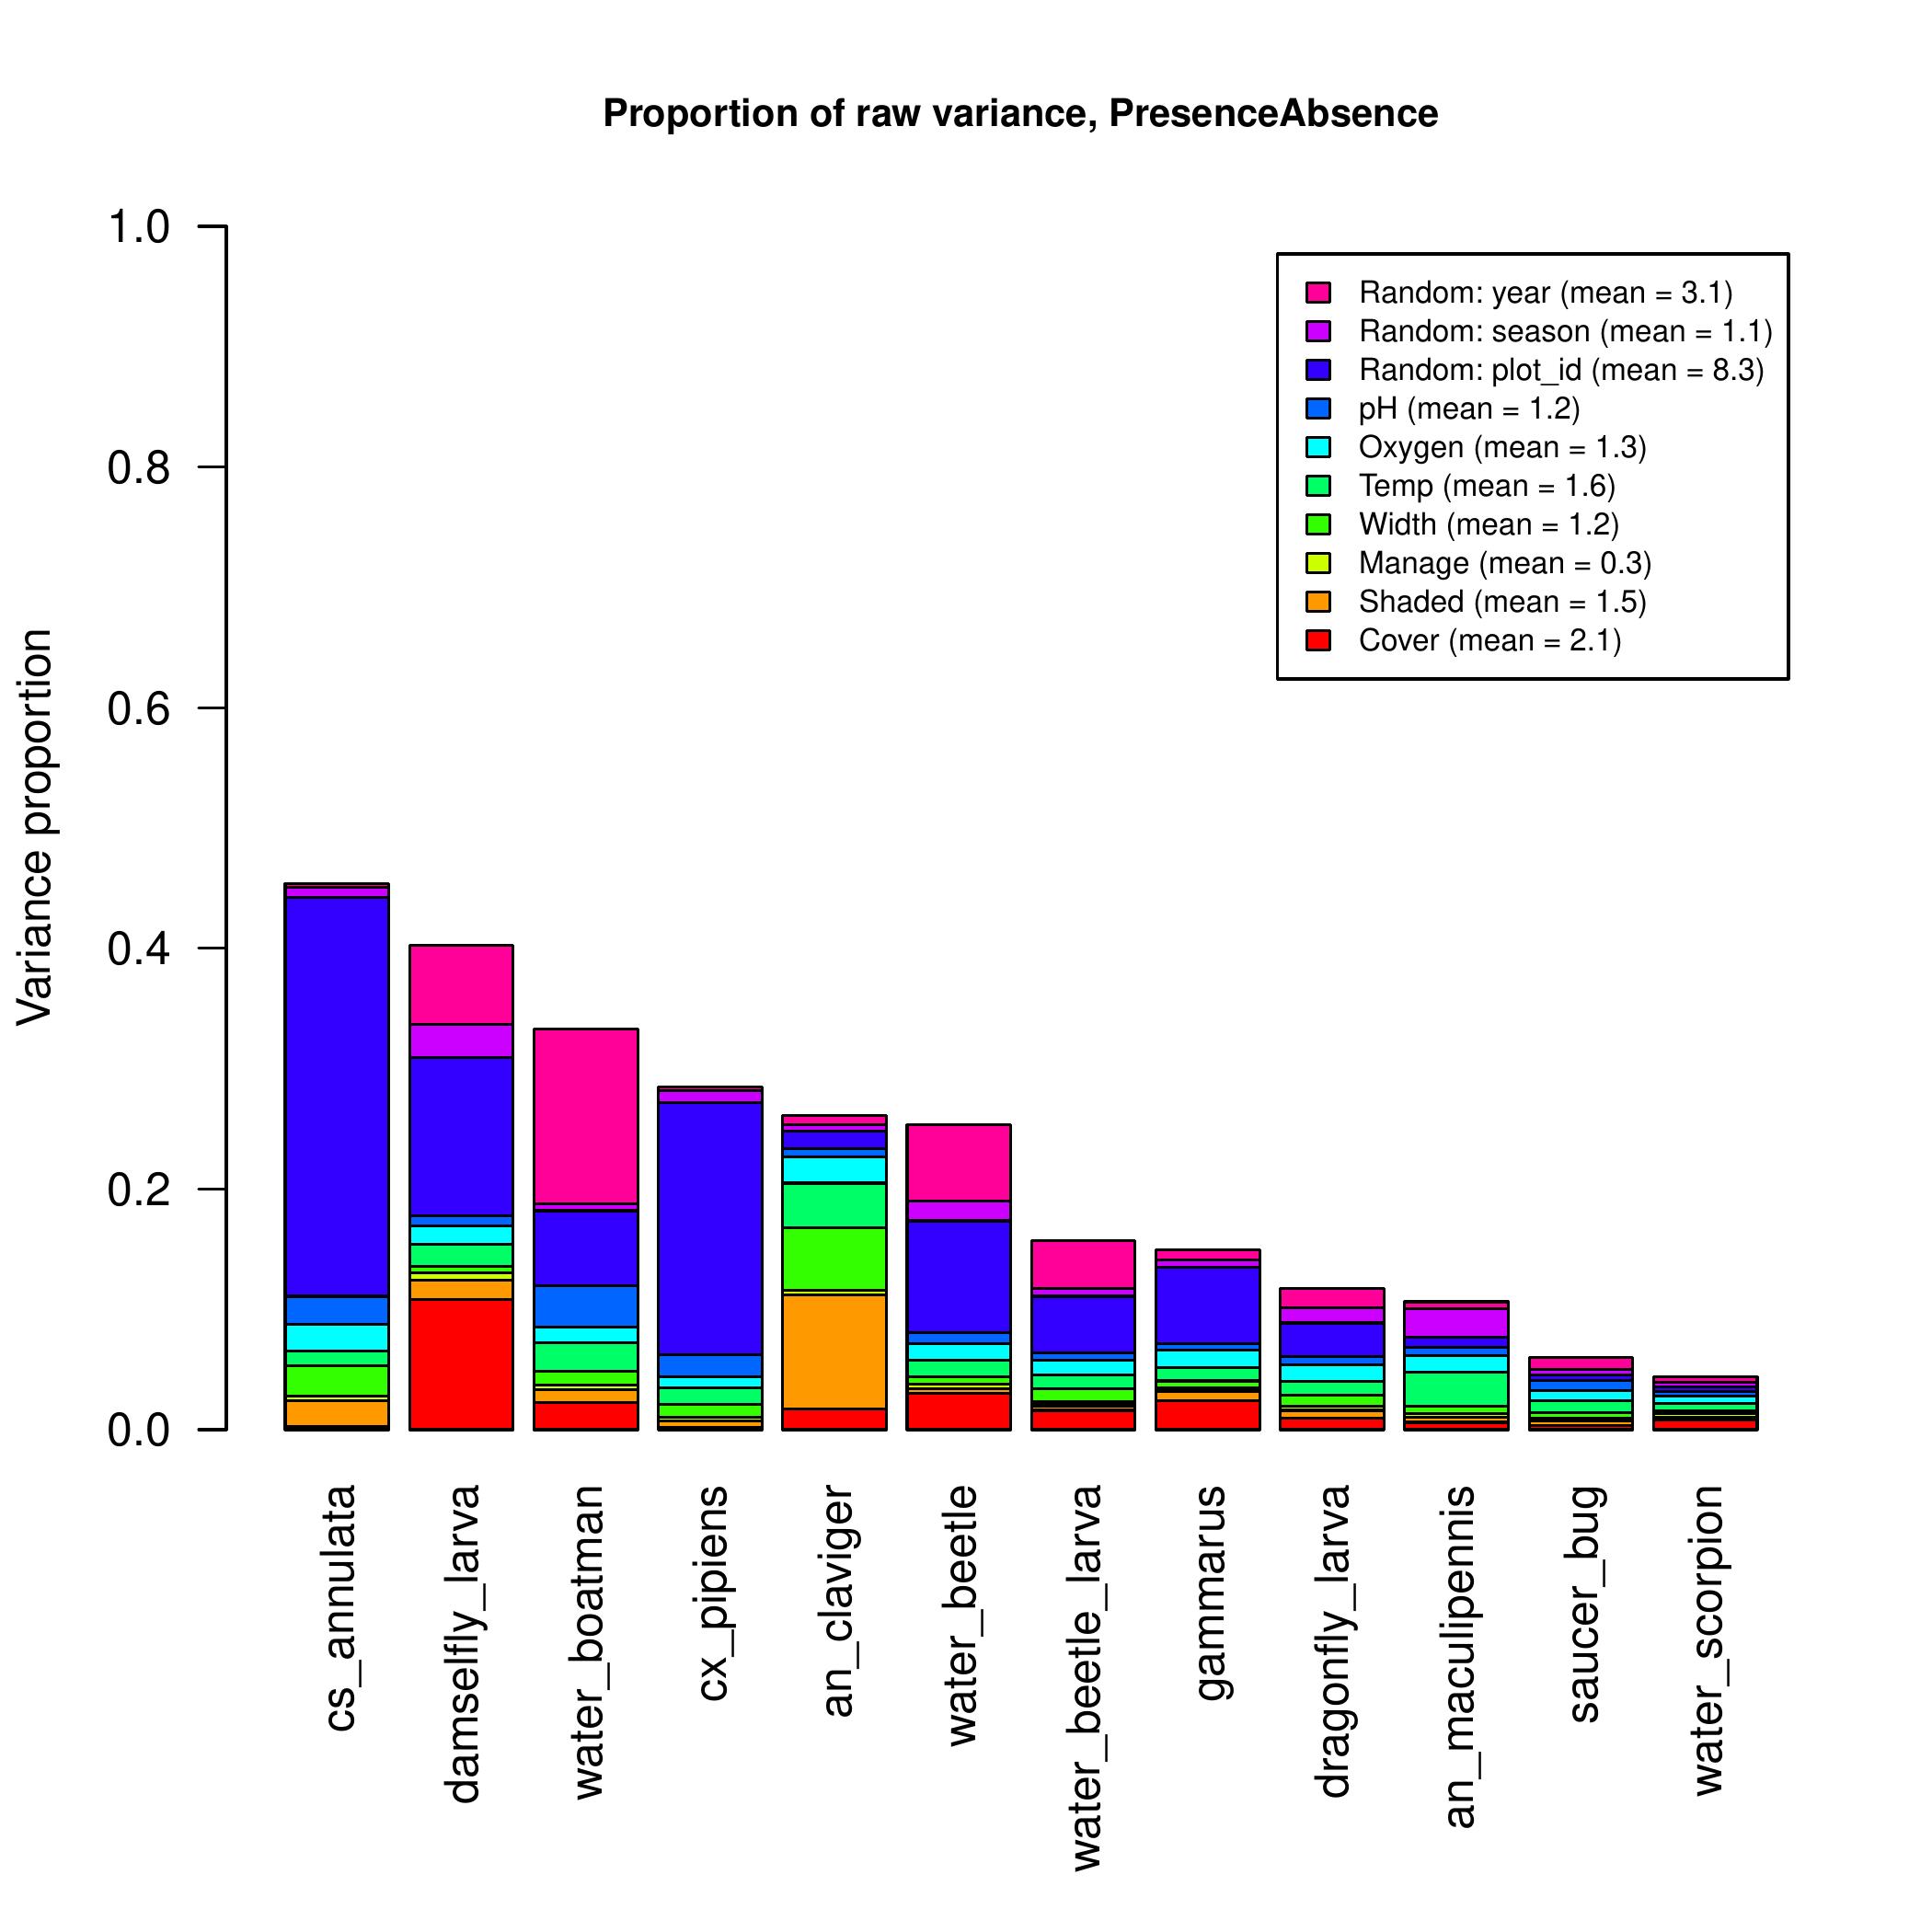 Proportion of raw variance, PresenceAbsence
1.0
0.8
0.6
0.4
0.2
0.0
Variance proportion
Random: year (mean = 3.1)
Random: season (mean = 1.1)
Random: plot_id (mean = 8.3)
pH (mean = 1.2)
Oxygen (mean = 1.3)
Temp (mean = 1.6)
Width (mean = 1.2)
Manage (mean = 0.3)
Shaded (mean = 1.5)
Cover (mean = 2.1)
cs_annulata
damselfly_larva
water_boatman
cx_pipiens
an_claviger
water_beetle
water_beetle_larva
gammarus
dragonfly_larva
an_maculipennis
saucer_bug
water_scorpion